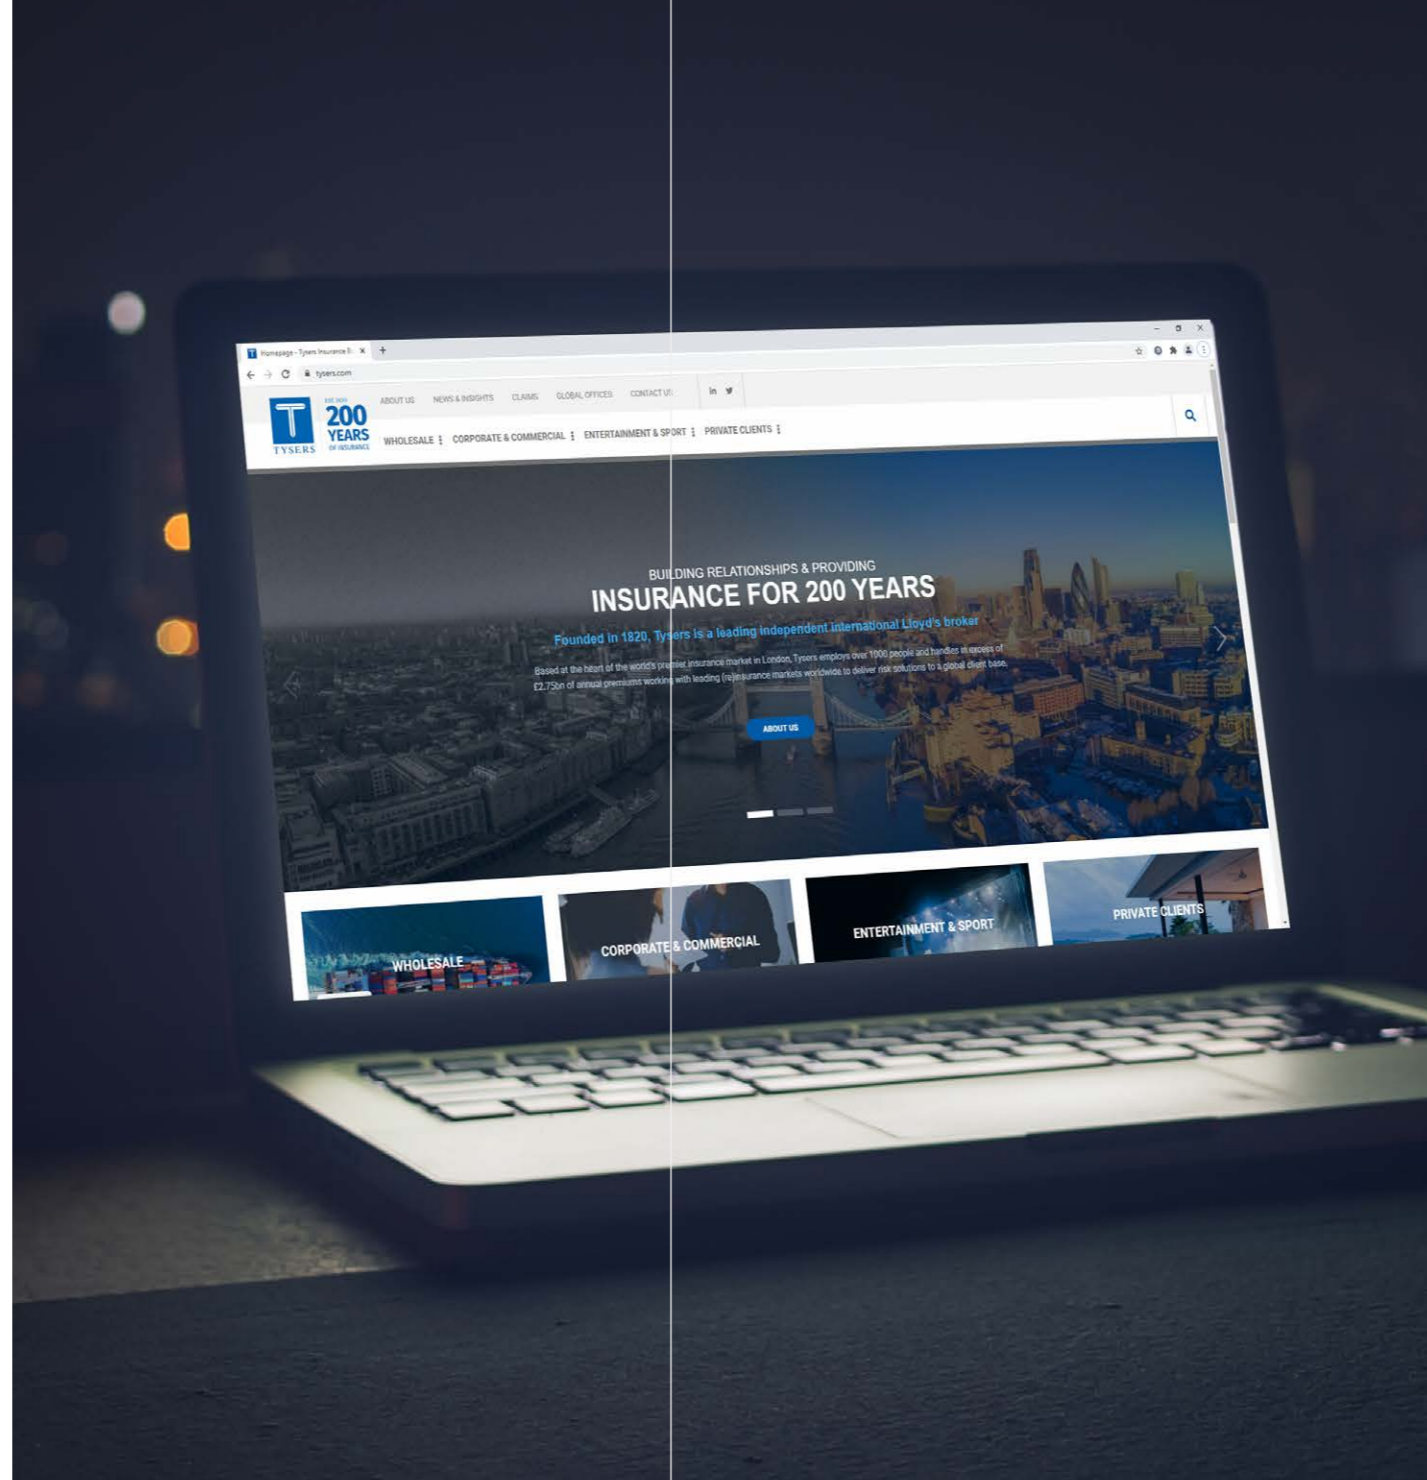 Homepage - Tysers Insurance B
tysers.com
ABOUT US NEWS & INSIGHTS CLAIMS GLOBAL OFFICES CONTACT US in
T
TYSERS
EST. 1820
200
YEARS
OF INSURANCE
WHOLESALE CORPORATE & COMMERCIAL ENTERTAINMENT & SPORT PRIVATE CLIENTS
BUILDING RELATIONSHIPS & PROVIDING
INSURANCE FOR 200 YEARS
Founded in 1820, Tysers is a leading independent international Lloyd's broker
Based at the heart of the world's premier insurance market in London, Tysers employs over 1000 people and handles in excess of
£2.75bn of annual premiums working with leading (re)insurance markets worldwide to deliver risk solutions to a global client base.
ABOUT US
WHOLESALE
CORPORATE & COMMERCIAL
ENTERTAINMENT & SPORT
PRIVATE CLIENTS